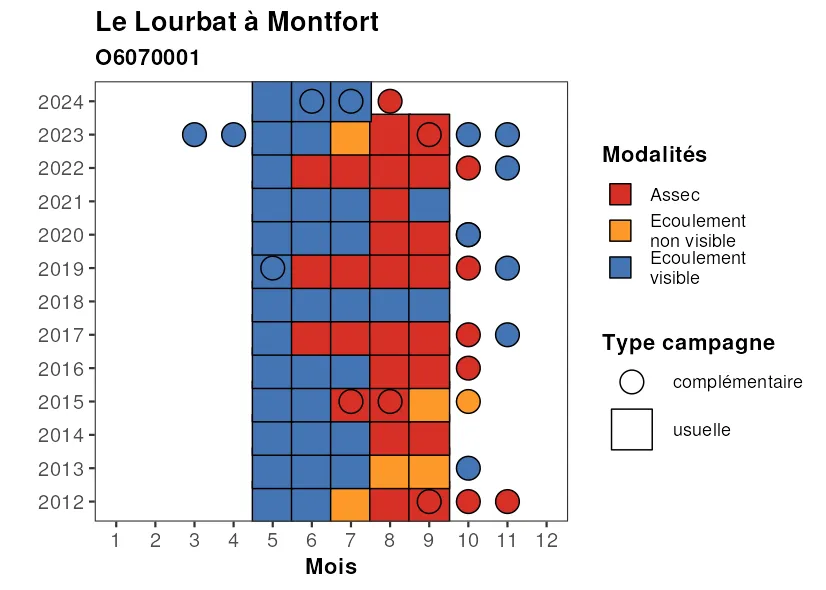 Le Lourbat à Montfort
O6070001
2024
2023
2022
2021
2020
2019
2018
2017
2016
2015
2014
2013
2012
1 2 3 4 5 6 7 8 9 10 11 12
Mois
Modalités
Assec
Ecoulement
non visible
Ecoulement
visible
Type campagne
complémentaire
usuelle